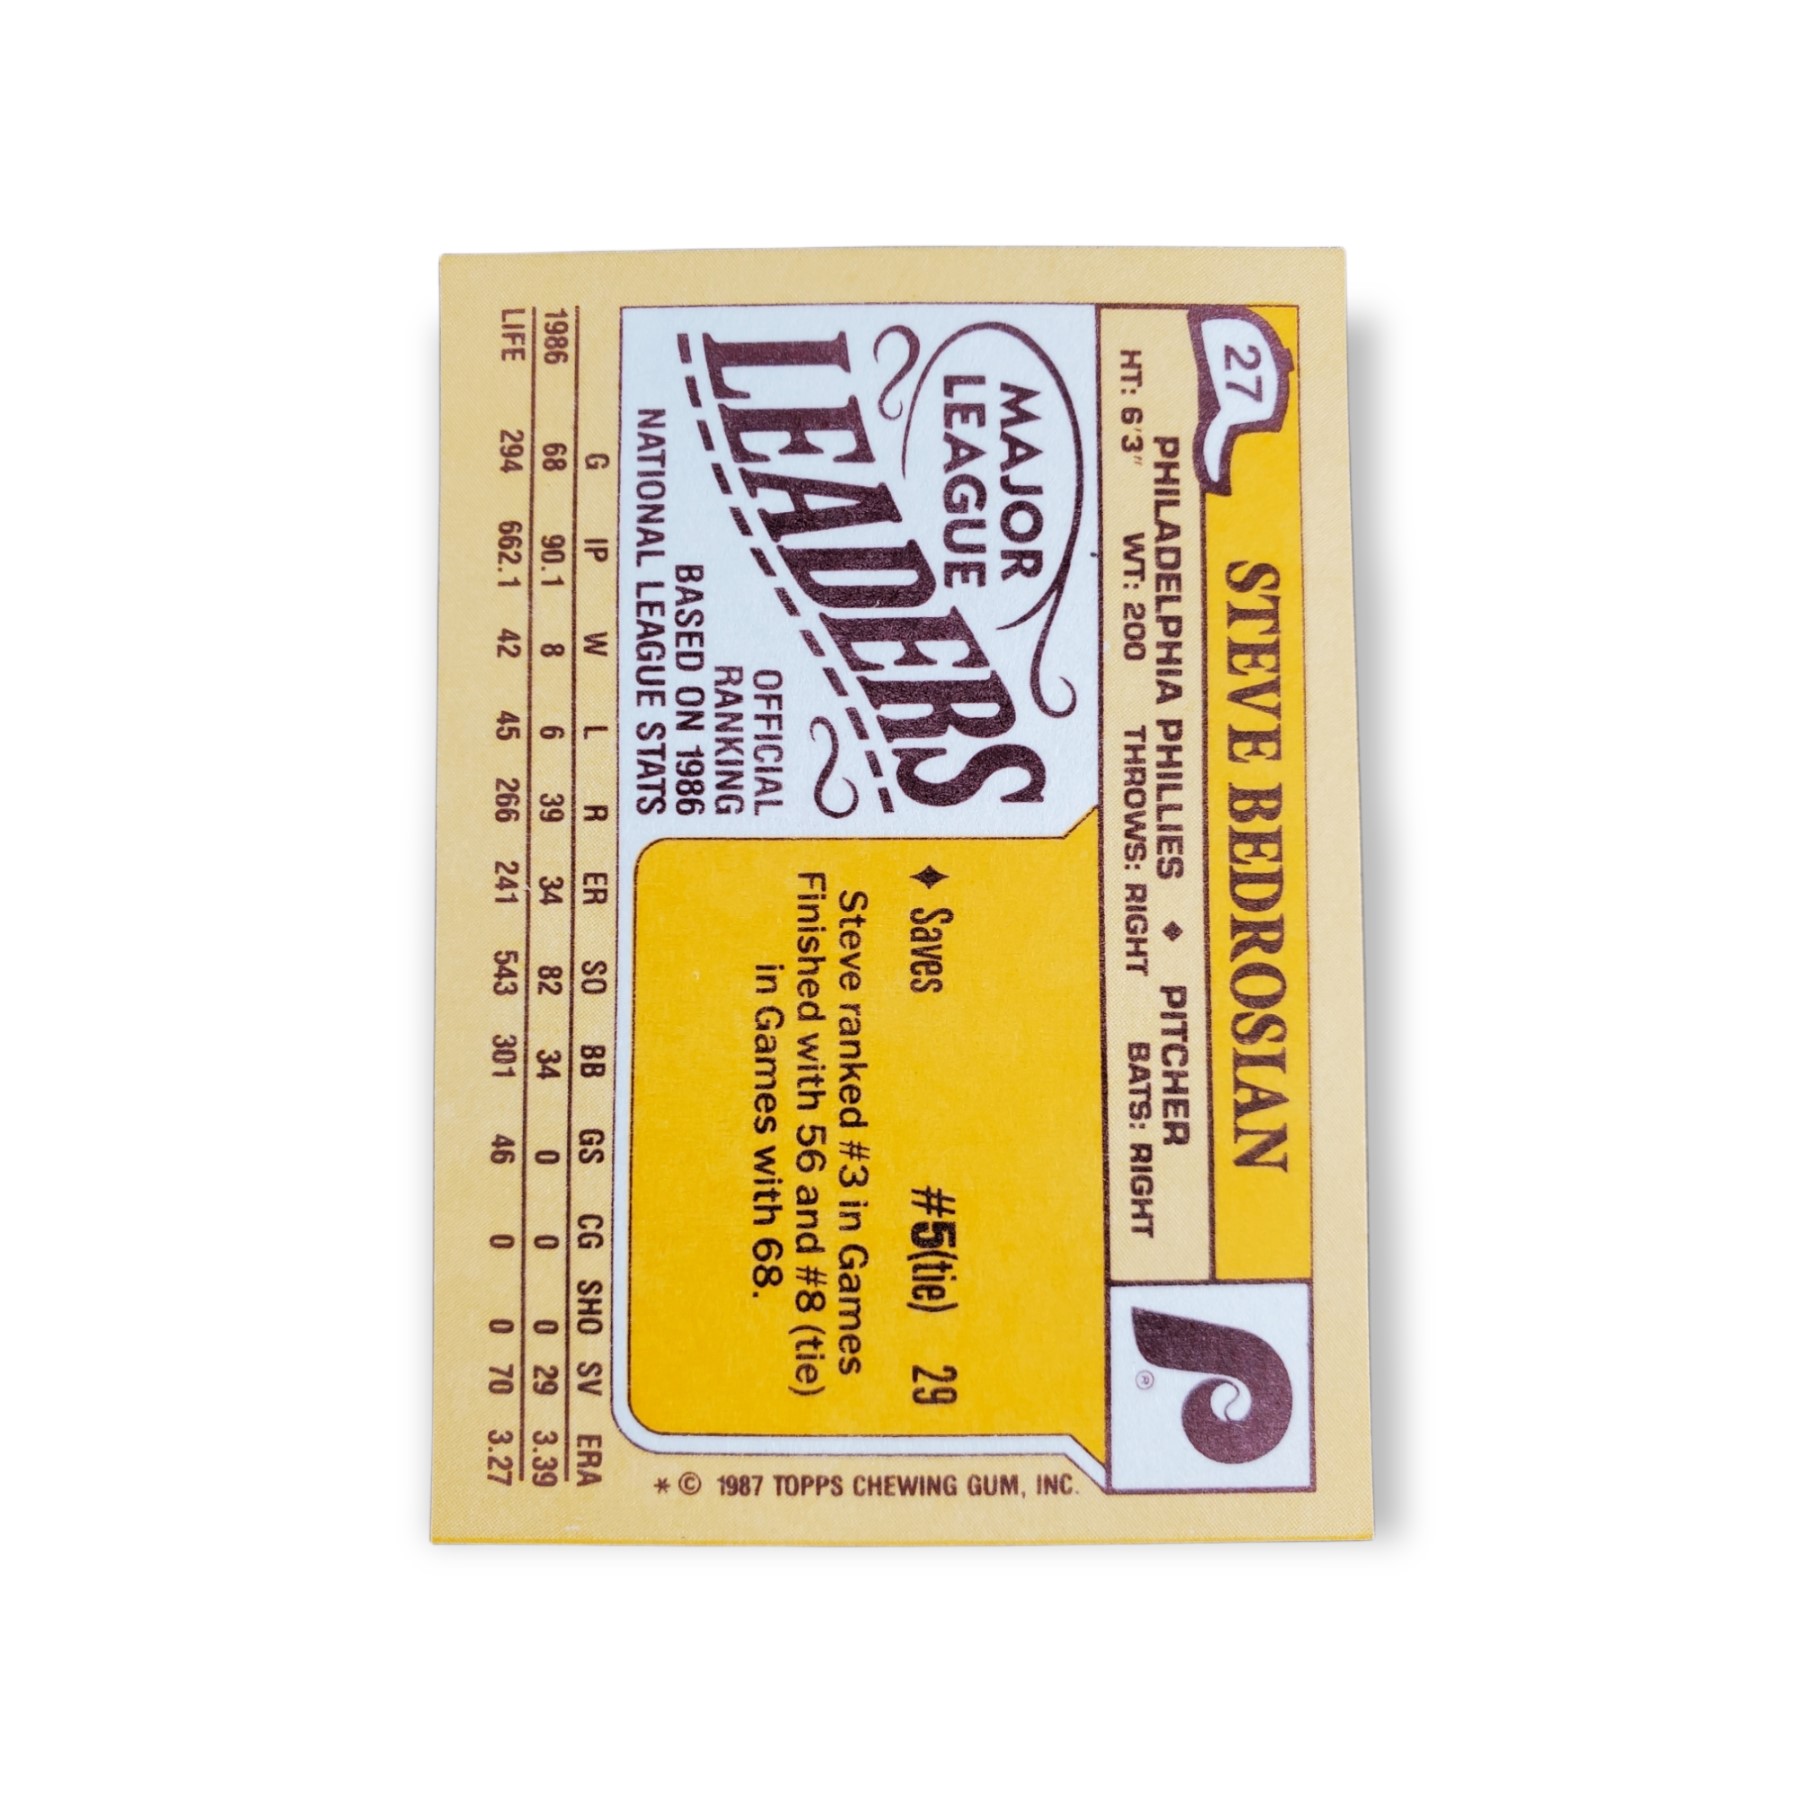 27
STEVE BEDROSIAN
PHILADELPHIA PHILLIES ♦ PITCHER
HT: 6'3" WT: 200 THROWS: RIGHT BATS: RIGHT
P
®
MAJOR
LEAGUE
LEADERS
OFFICIAL
RANKING
BASED ON 1986
NATIONAL LEAGUE STATS
♦ Saves #5(tie) 29
Steve ranked #3 in Games
Finished with 56 and #8 (tie)
in Games with 68.
* © 1987 TOPPS CHEWING GUM, INC.
G IP W L R ER SO BB GS CG SHO SV ERA
1986 68 90.1 8 6 39 34 82 34 0 0 0 29 3.39
LIFE 294 662.1 42 45 266 241 543 301 46 0 0 70 3.27